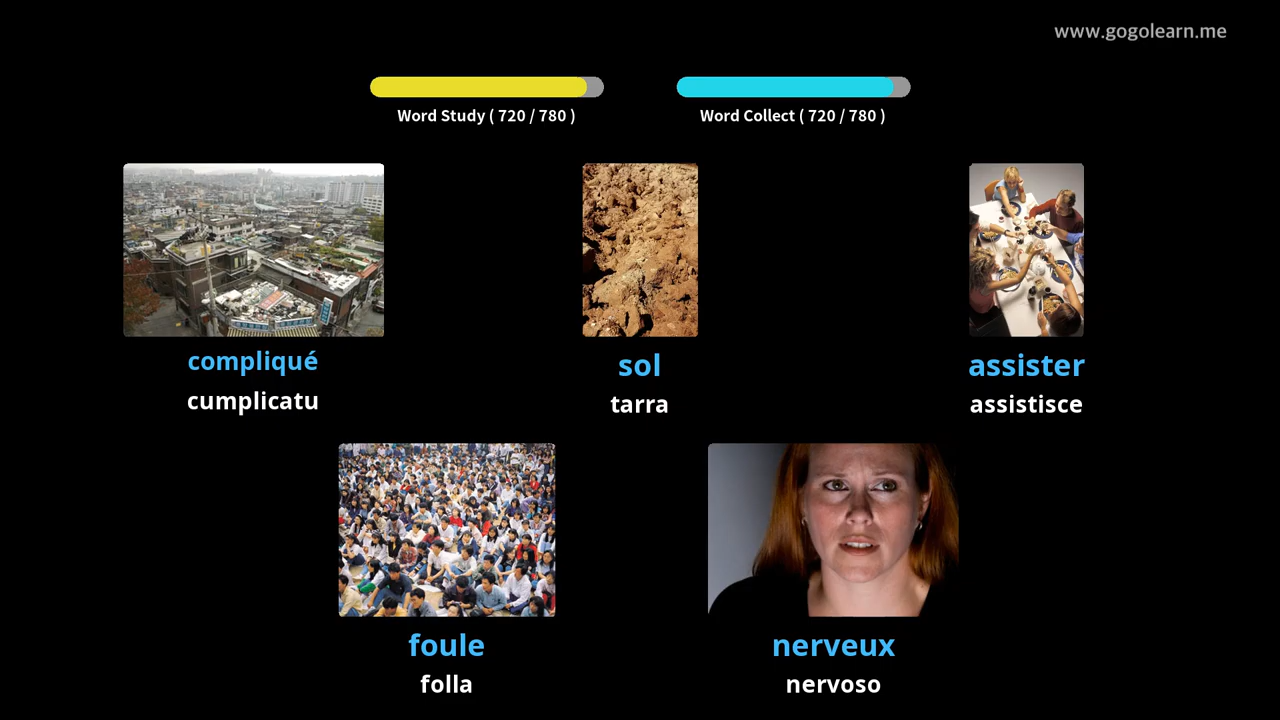 www.gogolearn.me
Word Study ( 720 / 780 )
Word Collect ( 720 / 780 )
compliqué
cumplicatu
sol
tarra
assister
assistisce
foule
folla
nerveux
nervoso